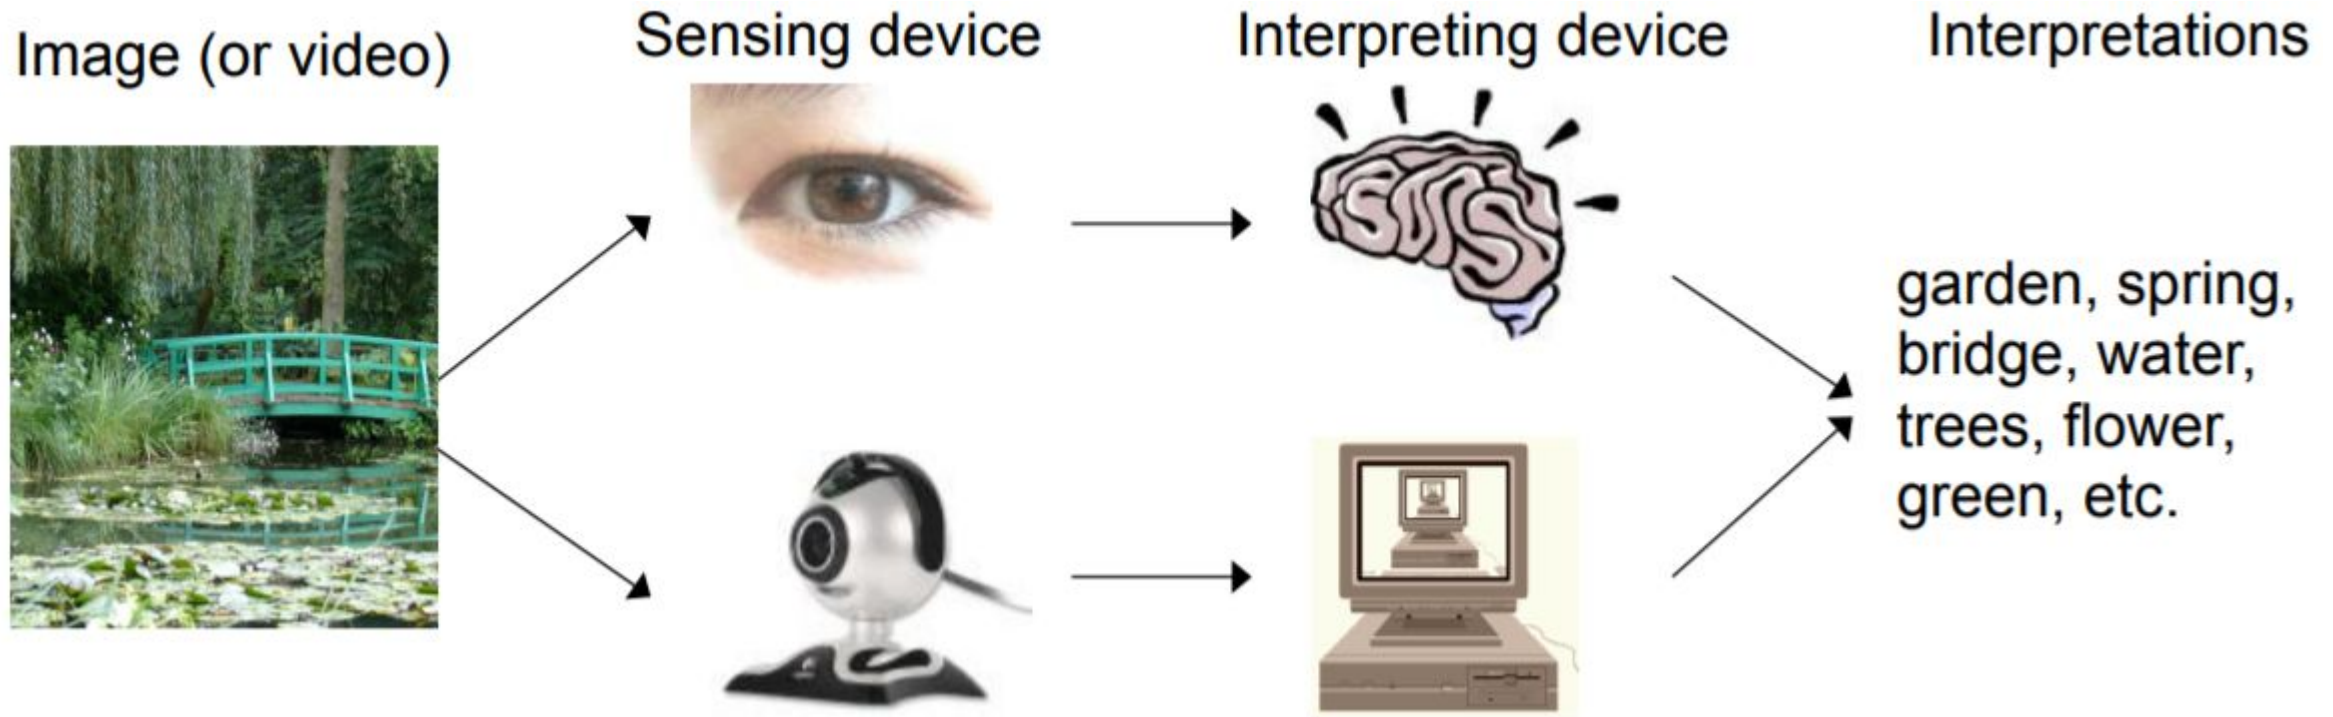 Image (or video)
Sensing device
Interpreting device
Interpretations
garden, spring,
bridge, water,
trees, flower,
green, etc.